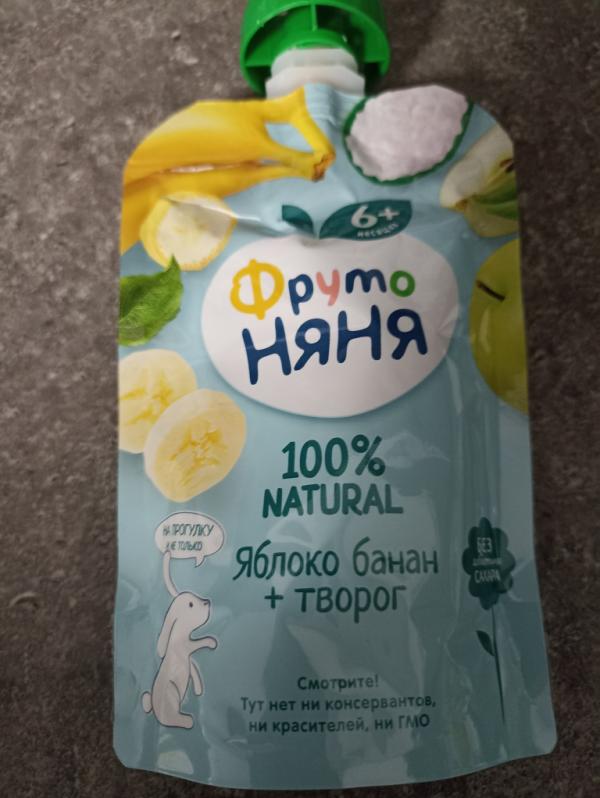 6+
месяцев
Фруто
НЯНЯ
100%
NATURAL
НА ПРОГУЛКУ
И НЕ ТОЛЬКО
Яблоко банан
+ творог
БЕЗ
САХАРА
Смотрите!
Тут нет ни консервантов,
ни красителей, ни ГМО